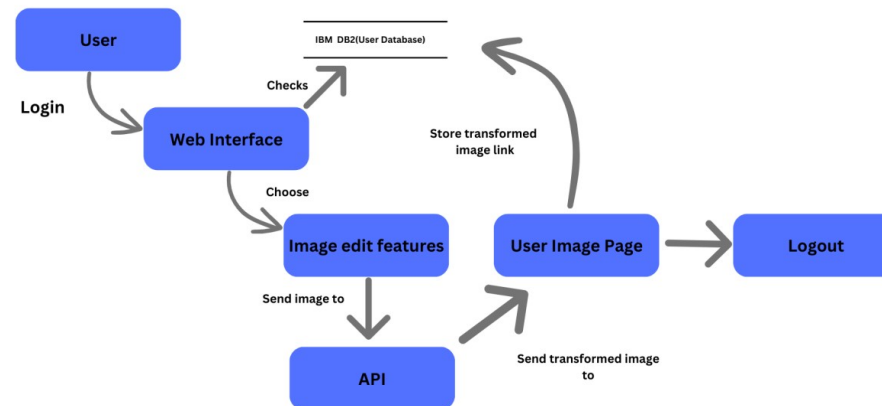 User
IBM DB2(User Database)
Checks
Login
Web Interface
Store transformed
image link
Choose
Image edit features
User Image Page
Logout
Send image to
API
Send transformed image
to